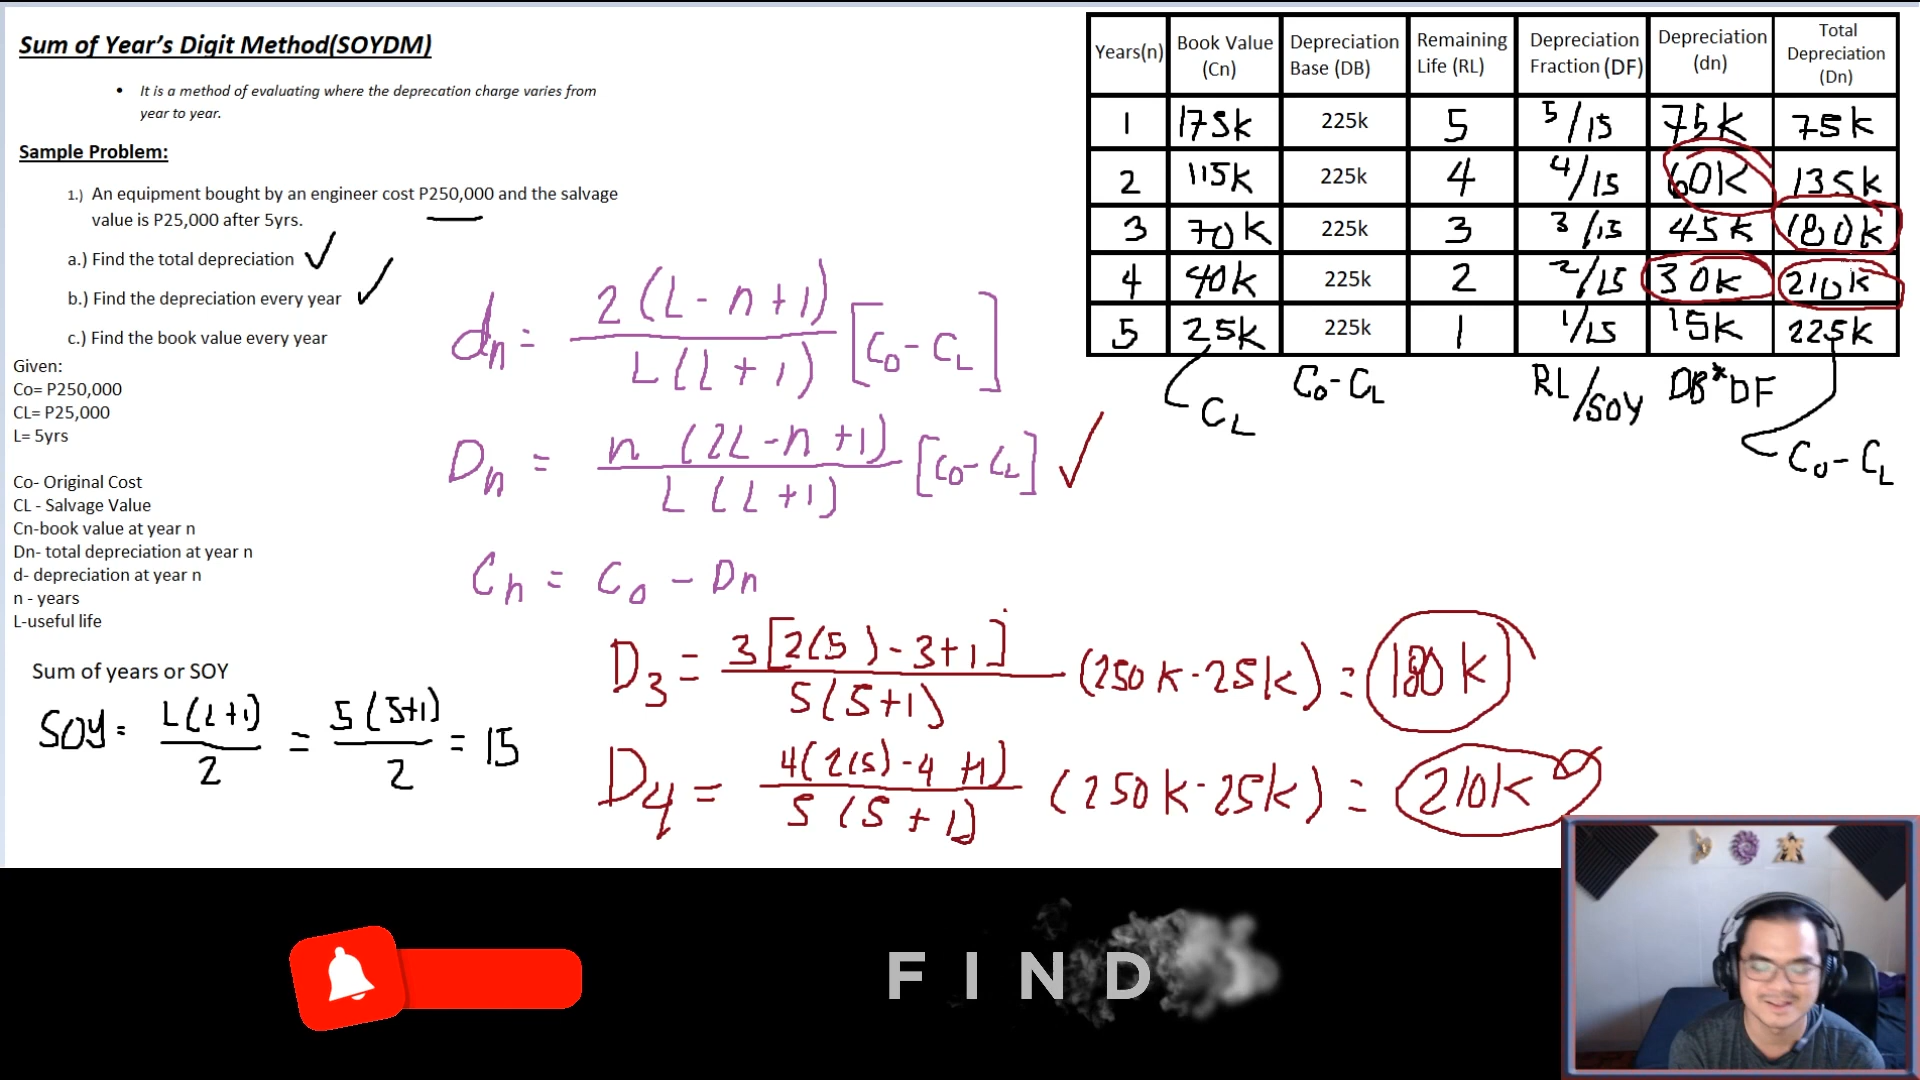 Sum of Year's Digit Method(SOYDM)
• It is a method of evaluating where the deprecation charge varies from
year to year.
Sample Problem:
1.) An equipment bought by an engineer cost P250,000 and the salvage
value is P25,000 after 5yrs.
a.) Find the total depreciation ✓
b.) Find the depreciation every year ✓
c.) Find the book value every year
Given:
Co= P250,000
CL= P25,000
L= 5yrs
Co- Original Cost
CL - Salvage Value
Cn-book value at year n
Dn- total depreciation at year n
d- depreciation at year n
n - years
L-useful life
Sum of years or SOY
SOY = L(L+1)/2 = 5(5+1)/2 = 15
dn = 2(L-n+1)/L(L+1) [Co-CL]
Dn = n(2L-n+1)/L(L+1) [Co-CL] ✓
Cn = Co - Dn
D3 = 3[2(5)-3+1]/5(5+1) (250k-25k) = 180k
D4 = 4(2(5)-4+1)/5(5+1) (250k-25k) = 210k
Years(n) Book Value (Cn) Depreciation Base (DB) Remaining Life (RL) Depreciation Fraction (DF) Depreciation (dn) Total Depreciation (Dn)
1 175k 225k 5 5/15 75k 75k
2 115k 225k 4 4/15 60k 135k
3 70k 225k 3 3/15 45k 180k
4 40k 225k 2 2/15 30k 210k
5 25k 225k 1 1/15 15k 225k
CL Co-CL RL/SOY DB*DF Co-CL
FIND